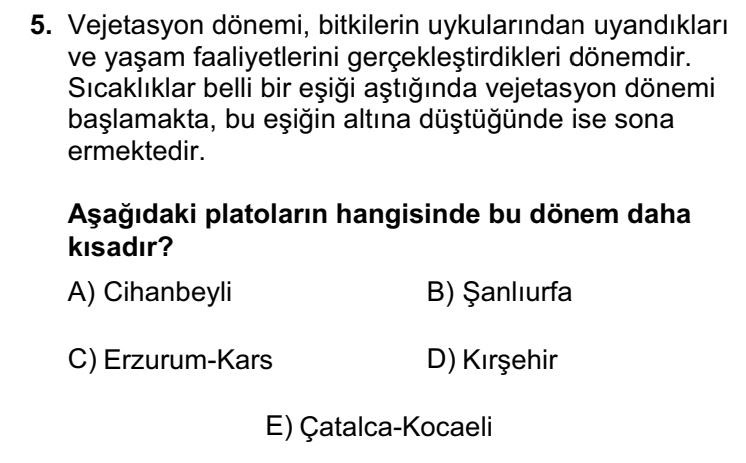 5. Vejetasyon dönemi, bitkilerin uykularından uyandıkları
ve yaşam faaliyetlerini gerçekleştirdikleri dönemdir.
Sıcaklıklar belli bir eşiği aştığında vejetasyon dönemi
başlamakta, bu eşiğin altına düştüğünde ise sona
ermektedir.
Aşağıdaki platoların hangisinde bu dönem daha
kısadır?
A) Cihanbeyli B) Şanlıurfa
C) Erzurum-Kars D) Kırşehir
E) Çatalca-Kocaeli